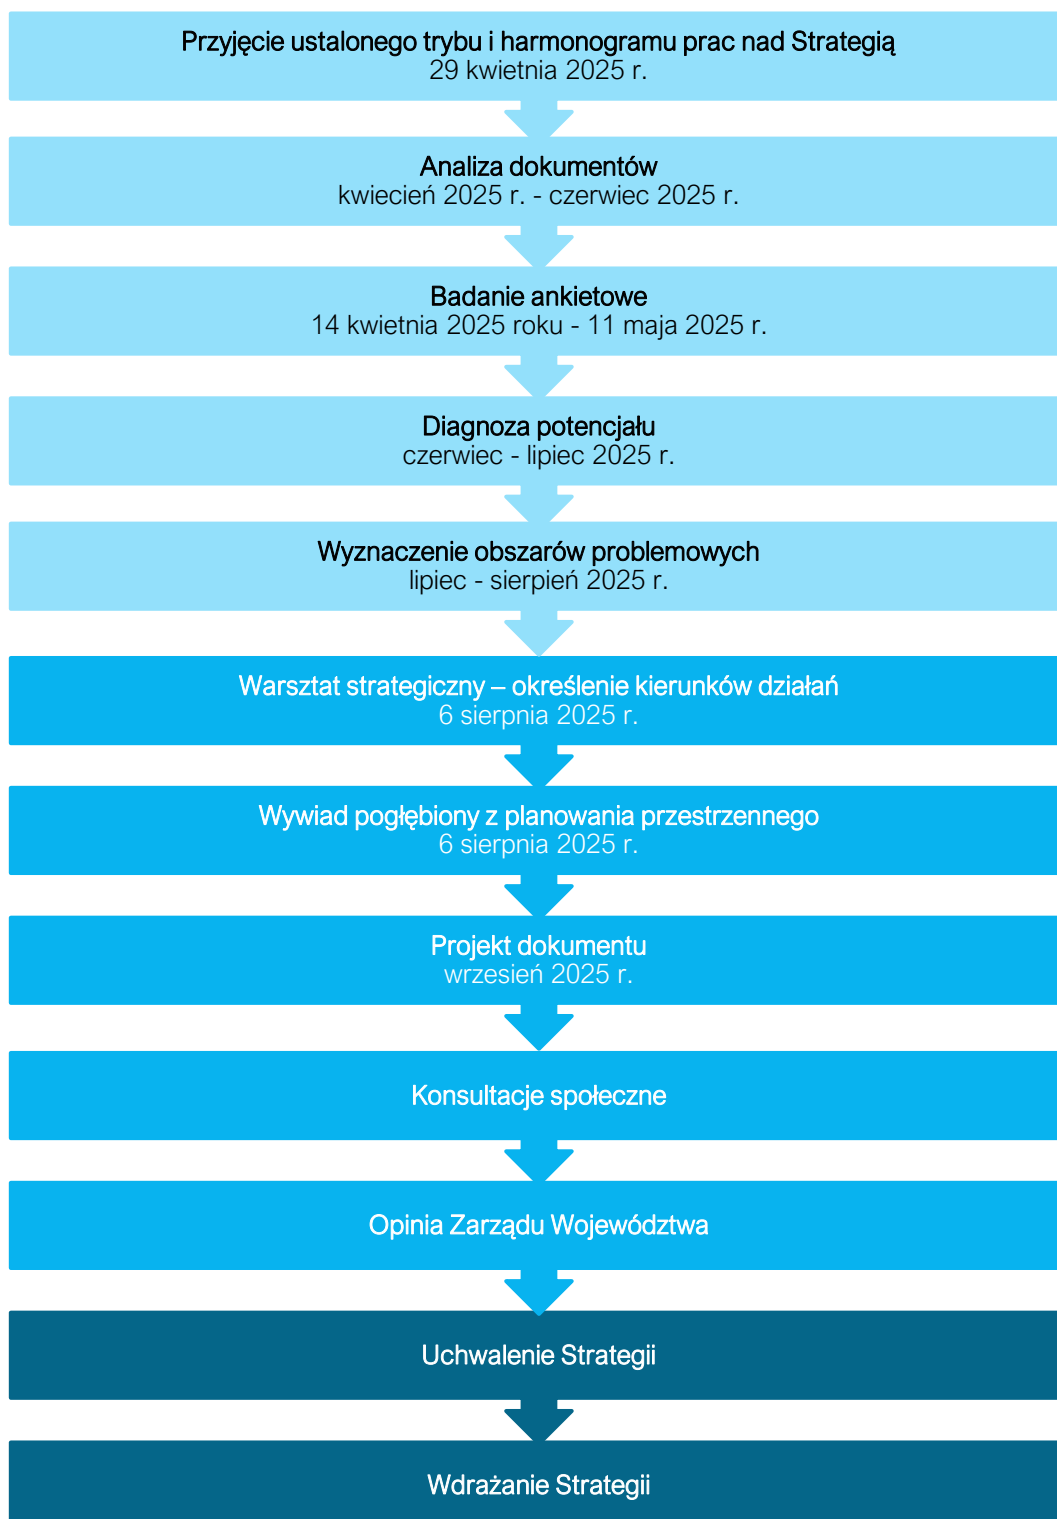 Przyjęcie ustalonego trybu i harmonogramu prac nad Strategią
29 kwietnia 2025 r.
Analiza dokumentów
kwiecień 2025 r. - czerwiec 2025 r.
Badanie ankietowe
14 kwietnia 2025 roku - 11 maja 2025 r.
Diagnoza potencjału
czerwiec - lipiec 2025 r.
Wyznaczenie obszarów problemowych
lipiec - sierpień 2025 r.
Warsztat strategiczny – określenie kierunków działań
6 sierpnia 2025 r.
Wywiad pogłębiony z planowania przestrzennego
6 sierpnia 2025 r.
Projekt dokumentu
wrzesień 2025 r.
Konsultacje społeczne
Opinia Zarządu Województwa
Uchwalenie Strategii
Wdrażanie Strategii